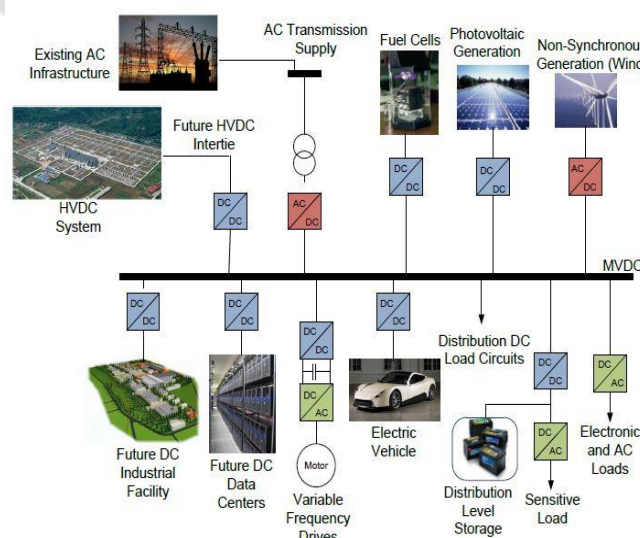 Existing AC
Infrastructure
AC Transmission
Supply
Fuel Cells
Photovoltaic
Generation
Non-Synchronou
Generation (Wind
Future HVDC
Intertie
HVDC
System
DC
DC
AC
DC
DC
DC
DC
DC
AC
DC
MVDC
DC
DC
DC
DC
DC
DC
DC
DC
Distribution DC
Load Circuits
DC
DC
DC
AC
DC
AC
DC
AC
Motor
Future DC
Industrial
Facility
Future DC
Data
Centers
Variable
Frequency
Drives
Electric
Vehicle
Distribution
Level
Storage
Sensitive
Load
Electronic
and AC
Loads